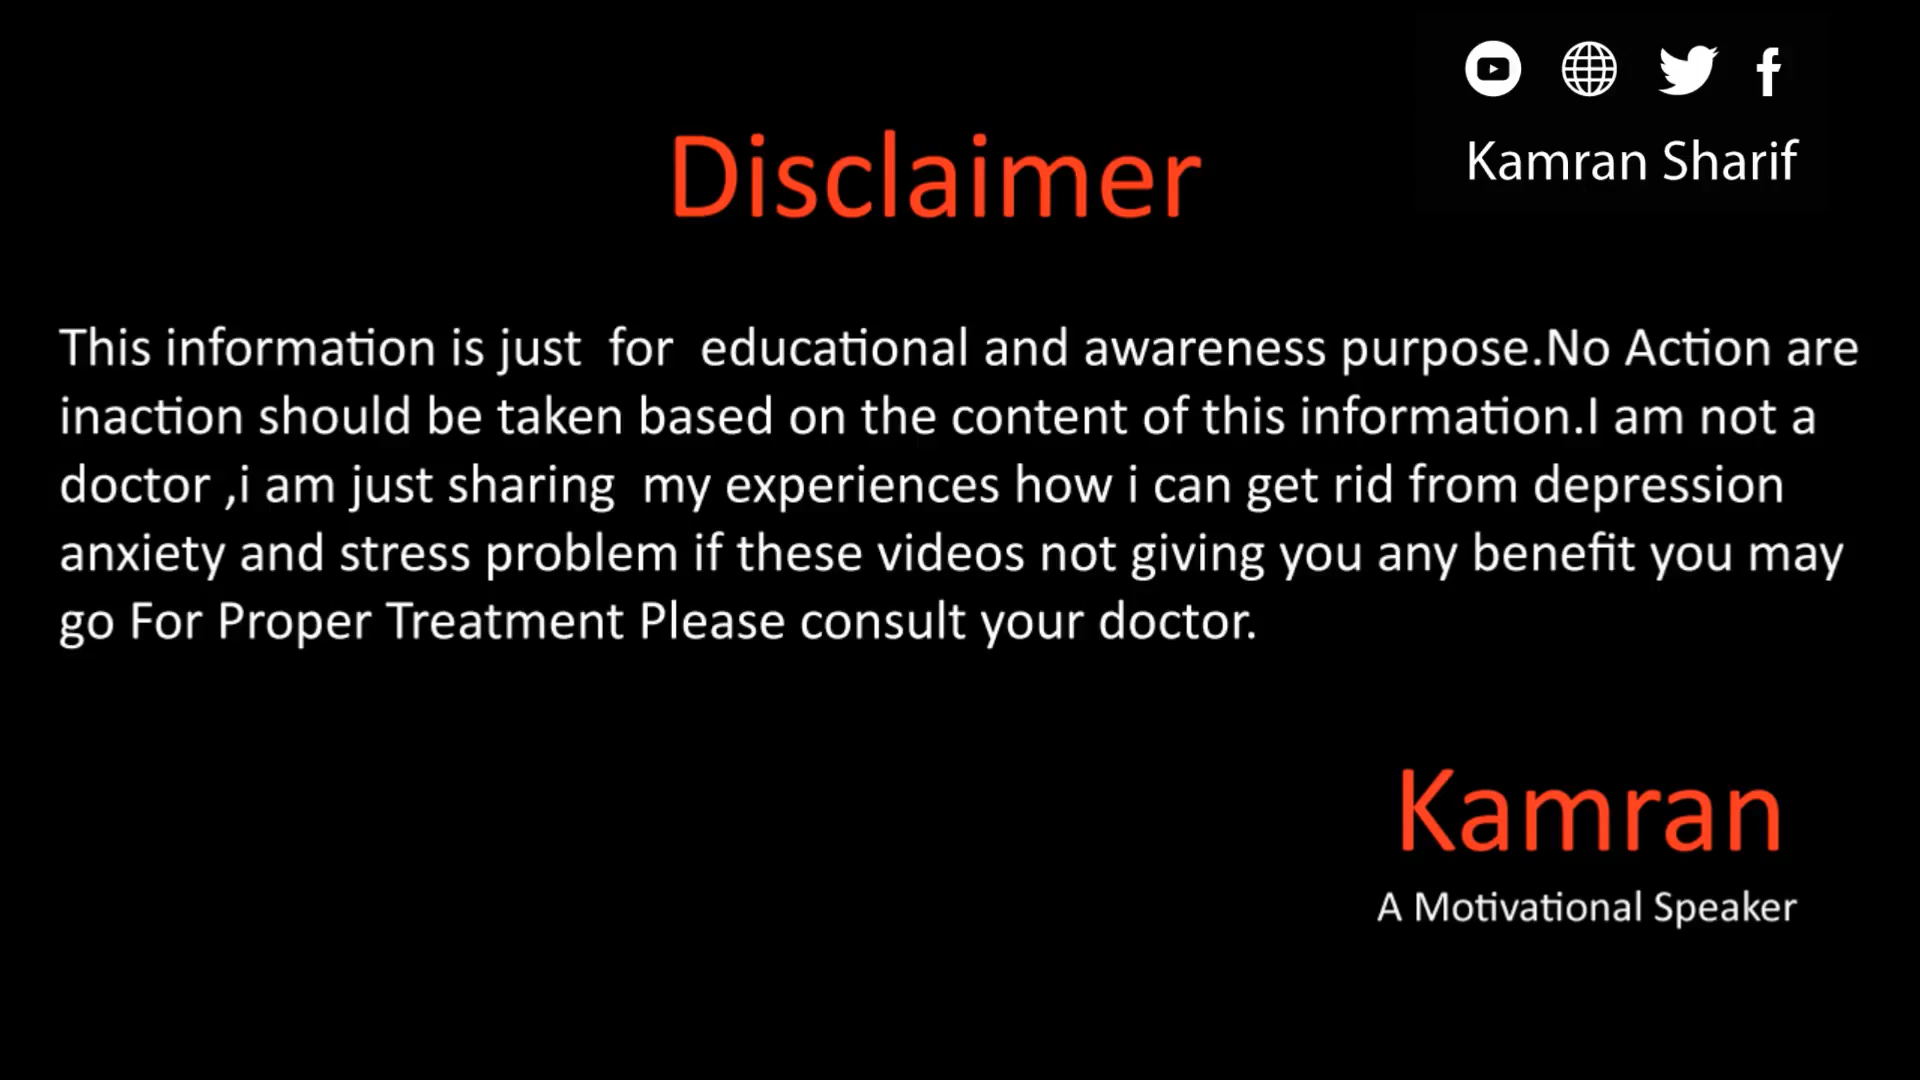 Kamran Sharif
Disclaimer
This information is just  for  educational and awareness purpose.No Action are
inaction should be taken based on the content of this information.I am not a
doctor ,i am just sharing  my experiences how i can get rid from depression
anxiety and stress problem if these videos not giving you any benefit you may
go For Proper Treatment Please consult your doctor.
Kamran
A Motivational Speaker